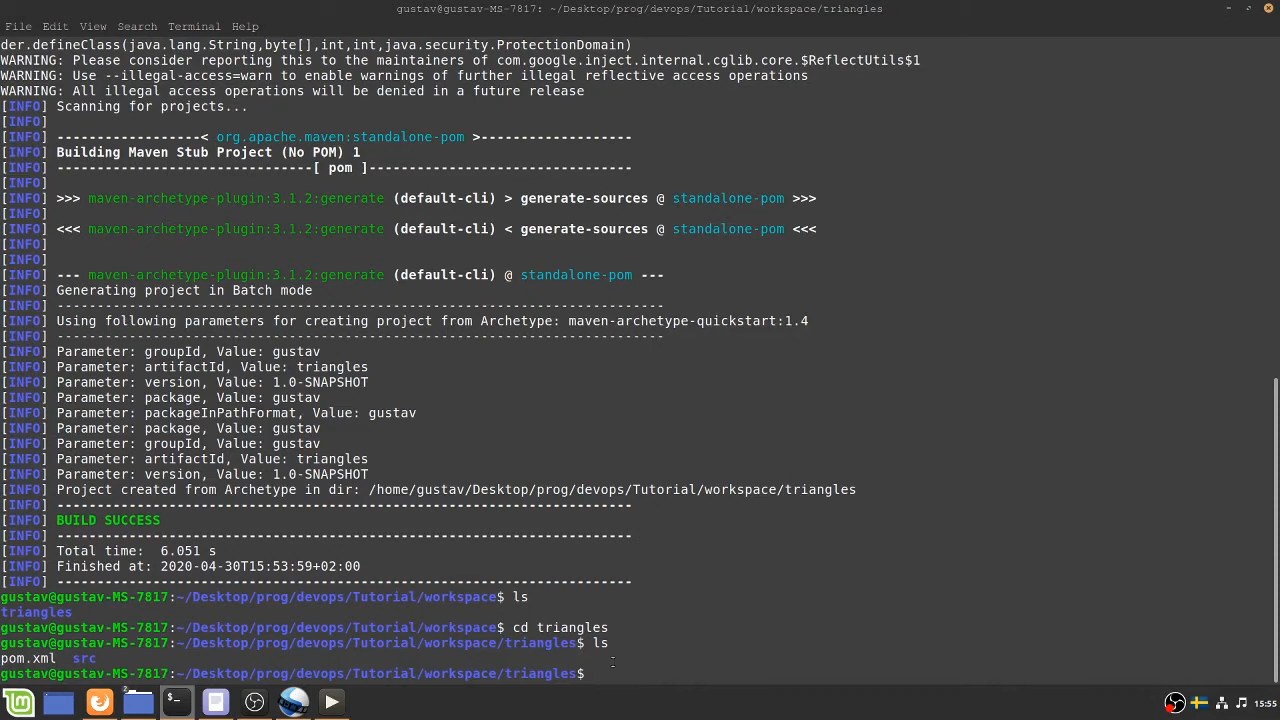 gustav@gustav-MS-7817: ~/Desktop/prog/devops/Tutorial/workspace/triangles
File Edit View Search Terminal Help
der.defineClass(java.lang.String,byte[],int,int,java.security.ProtectionDomain)
WARNING: Please consider reporting this to the maintainers of com.google.inject.internal.cglib.core.$ReflectUtils$1
WARNING: Use --illegal-access=warn to enable warnings of further illegal reflective access operations
WARNING: All illegal access operations will be denied in a future release
[INFO] Scanning for projects...
[INFO]
[INFO] ------------------< org.apache.maven:standalone-pom >-------------------
[INFO] Building Maven Stub Project (No POM) 1
[INFO] --------------------------------[ pom ]---------------------------------
[INFO]
[INFO] >>> maven-archetype-plugin:3.1.2:generate (default-cli) > generate-sources @ standalone-pom >>>
[INFO]
[INFO] <<< maven-archetype-plugin:3.1.2:generate (default-cli) < generate-sources @ standalone-pom <<<
[INFO]
[INFO]
[INFO] --- maven-archetype-plugin:3.1.2:generate (default-cli) @ standalone-pom ---
[INFO] Generating project in Batch mode
[INFO] ----------------------------------------------------------------------------
[INFO] Using following parameters for creating project from Archetype: maven-archetype-quickstart:1.4
[INFO] ----------------------------------------------------------------------------
[INFO] Parameter: groupId, Value: gustav
[INFO] Parameter: artifactId, Value: triangles
[INFO] Parameter: version, Value: 1.0-SNAPSHOT
[INFO] Parameter: package, Value: gustav
[INFO] Parameter: packageInPathFormat, Value: gustav
[INFO] Parameter: package, Value: gustav
[INFO] Parameter: groupId, Value: gustav
[INFO] Parameter: artifactId, Value: triangles
[INFO] Parameter: version, Value: 1.0-SNAPSHOT
[INFO] Project created from Archetype in dir: /home/gustav/Desktop/prog/devops/Tutorial/workspace/triangles
[INFO] ------------------------------------------------------------------------
[INFO] BUILD SUCCESS
[INFO] ------------------------------------------------------------------------
[INFO] Total time:  6.051 s
[INFO] Finished at: 2020-04-30T15:53:59+02:00
[INFO] ------------------------------------------------------------------------
gustav@gustav-MS-7817:~/Desktop/prog/devops/Tutorial/workspace$ ls
triangles
gustav@gustav-MS-7817:~/Desktop/prog/devops/Tutorial/workspace$ cd triangles
gustav@gustav-MS-7817:~/Desktop/prog/devops/Tutorial/workspace/triangles$ ls
pom.xml  src
gustav@gustav-MS-7817:~/Desktop/prog/devops/Tutorial/workspace/triangles$
2
15:55